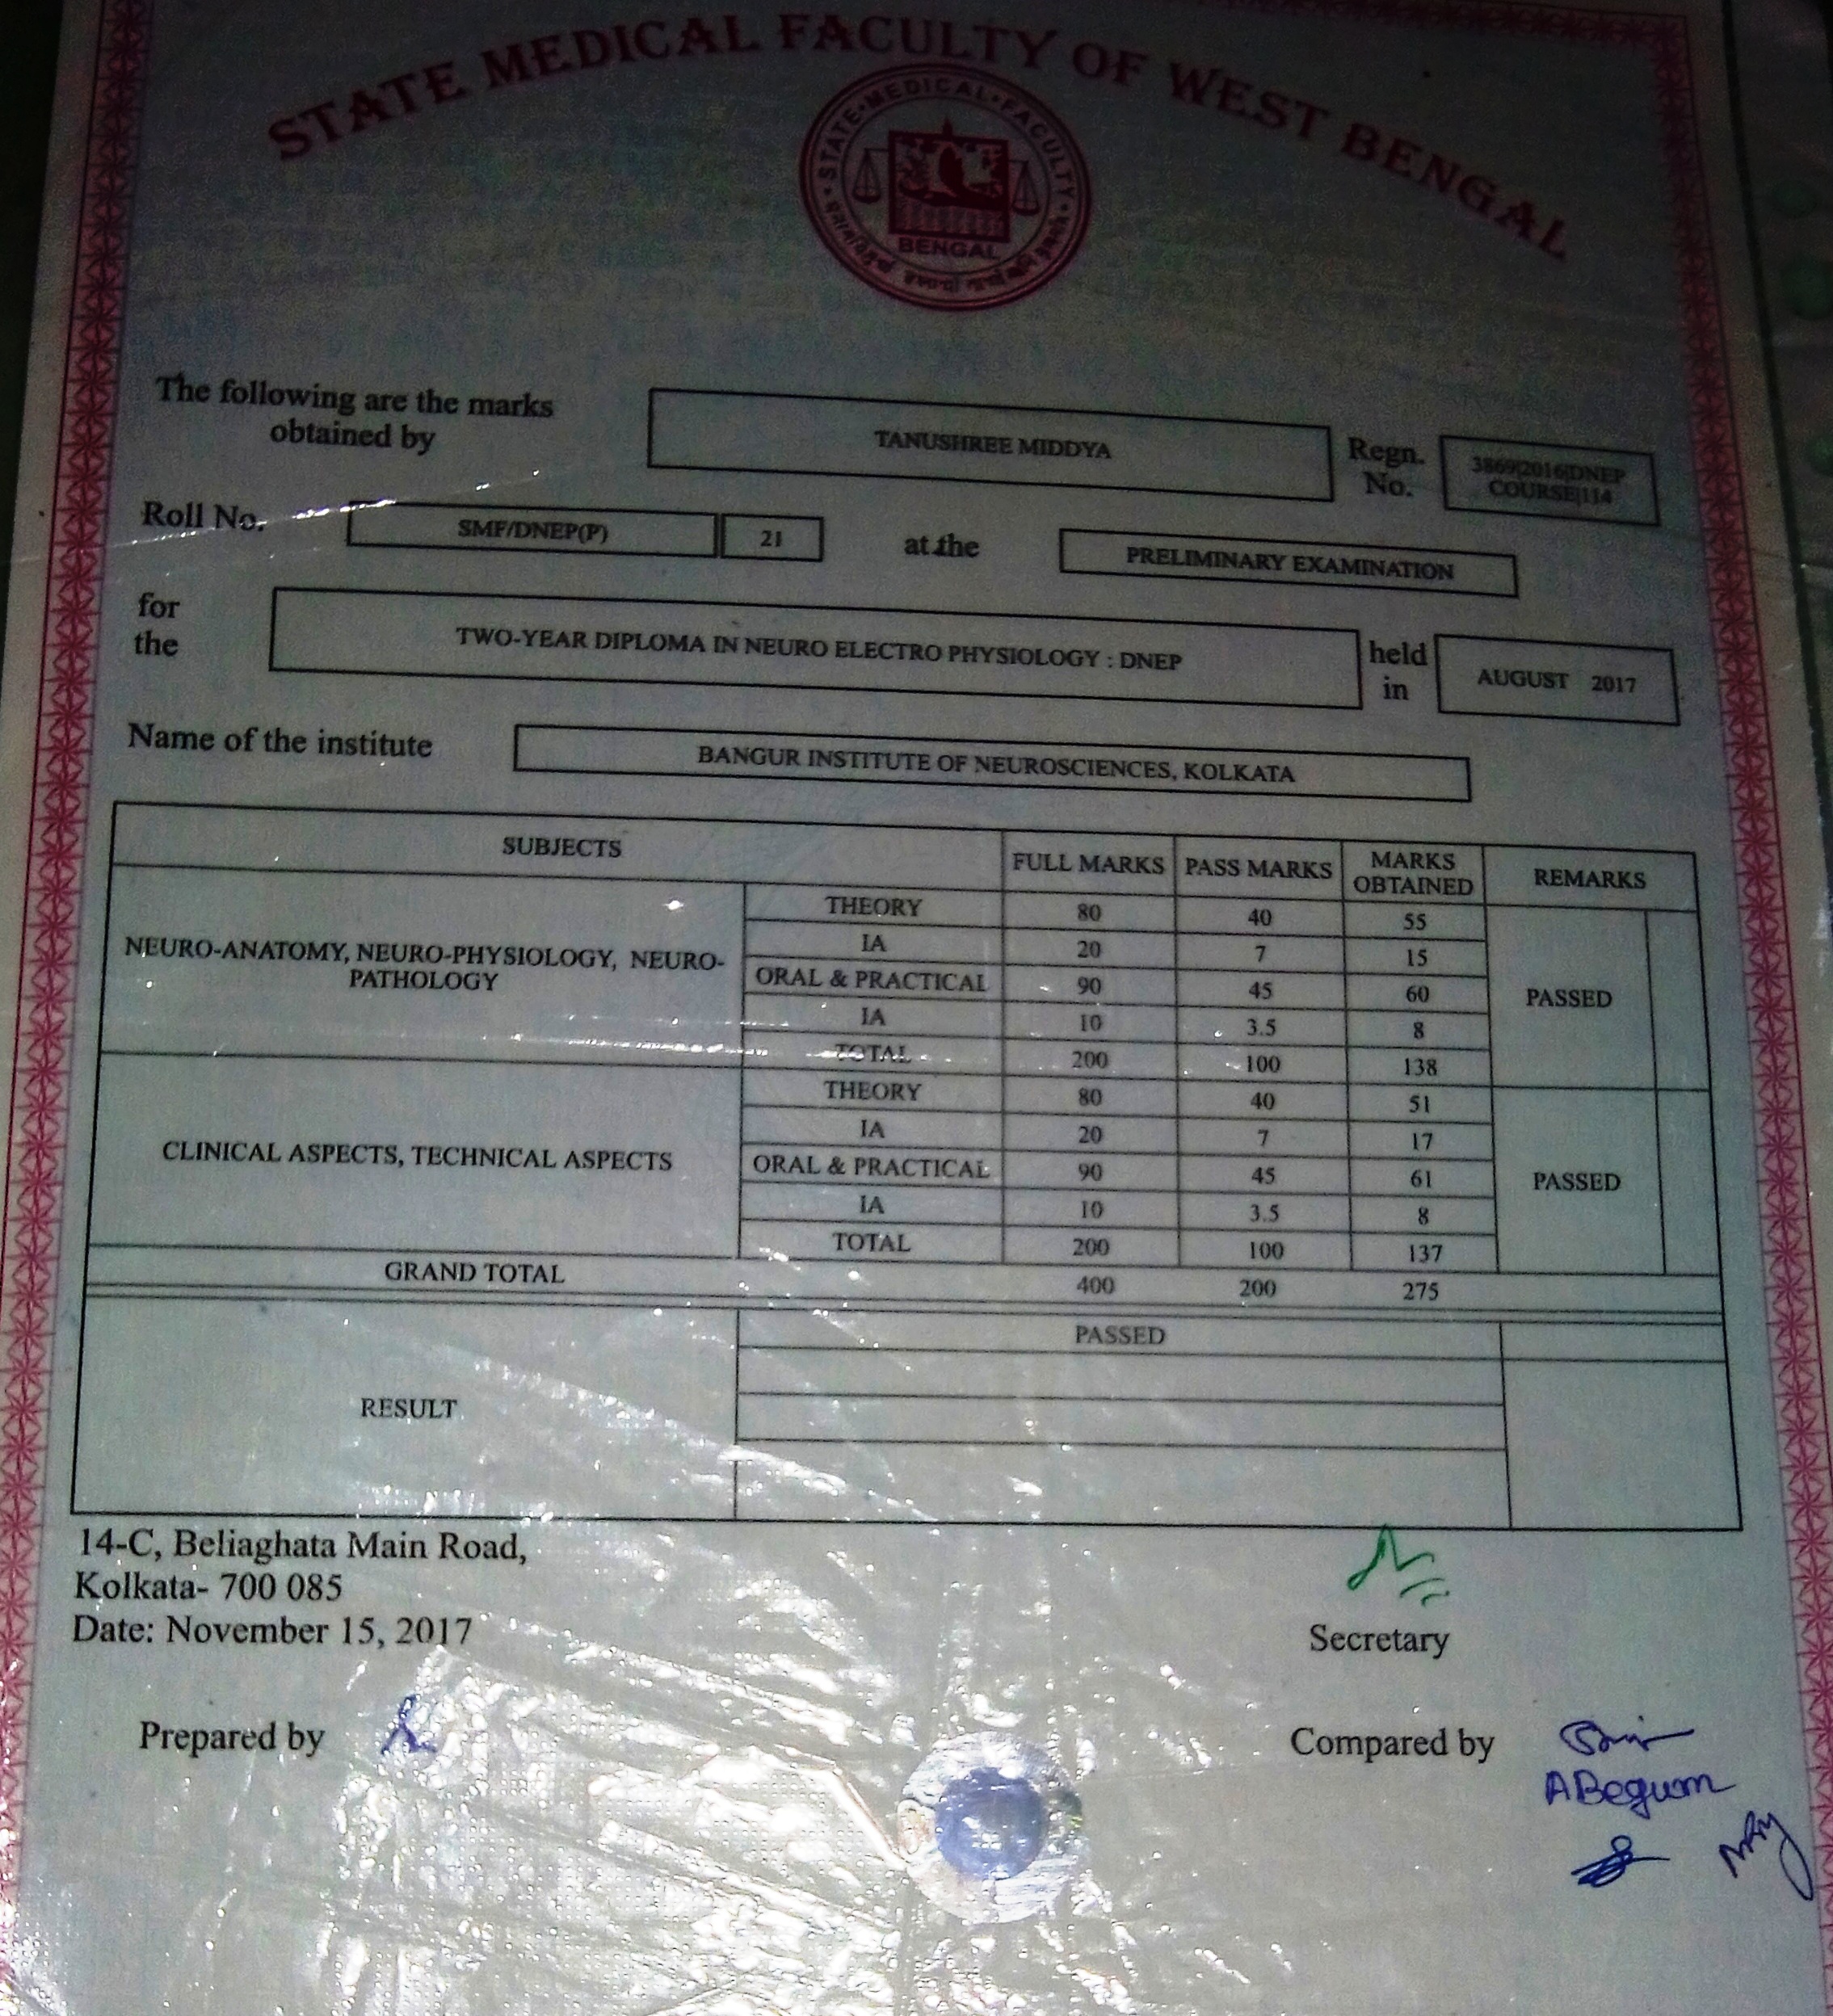 STATE MEDICAL FACULTY OF WEST BENGAL
STATE·MEDICAL·FACULTY
BENGAL
The following are the marks
obtained by
TANUSHREE MIDDYA
Regn.
No.
3869|2016|DNEP
COURSE|114
Roll No.
SMF/DNEP(P)
21
at the
PRELIMINARY EXAMINATION
for
the
TWO-YEAR DIPLOMA IN NEURO ELECTRO PHYSIOLOGY : DNEP
held
in
AUGUST 2017
Name of the institute
BANGUR INSTITUTE OF NEUROSCIENCES, KOLKATA
SUBJECTS FULL MARKS PASS MARKS MARKS OBTAINED REMARKS
NEURO-ANATOMY, NEURO-PHYSIOLOGY, NEURO-
PATHOLOGY
THEORY 80 40 55
IA 20 7 15
ORAL & PRACTICAL 90 45 60
IA 10 3.5 8
TOTAL 200 100 138
PASSED
CLINICAL ASPECTS, TECHNICAL ASPECTS
THEORY 80 40 51
IA 20 7 17
ORAL & PRACTICAL 90 45 61
IA 10 3.5 8
TOTAL 200 100 137
PASSED
GRAND TOTAL 400 200 275
RESULT
PASSED
14-C, Beliaghata Main Road,
Kolkata- 700 085
Date: November 15, 2017
Secretary
Prepared by
Compared by
ABegum